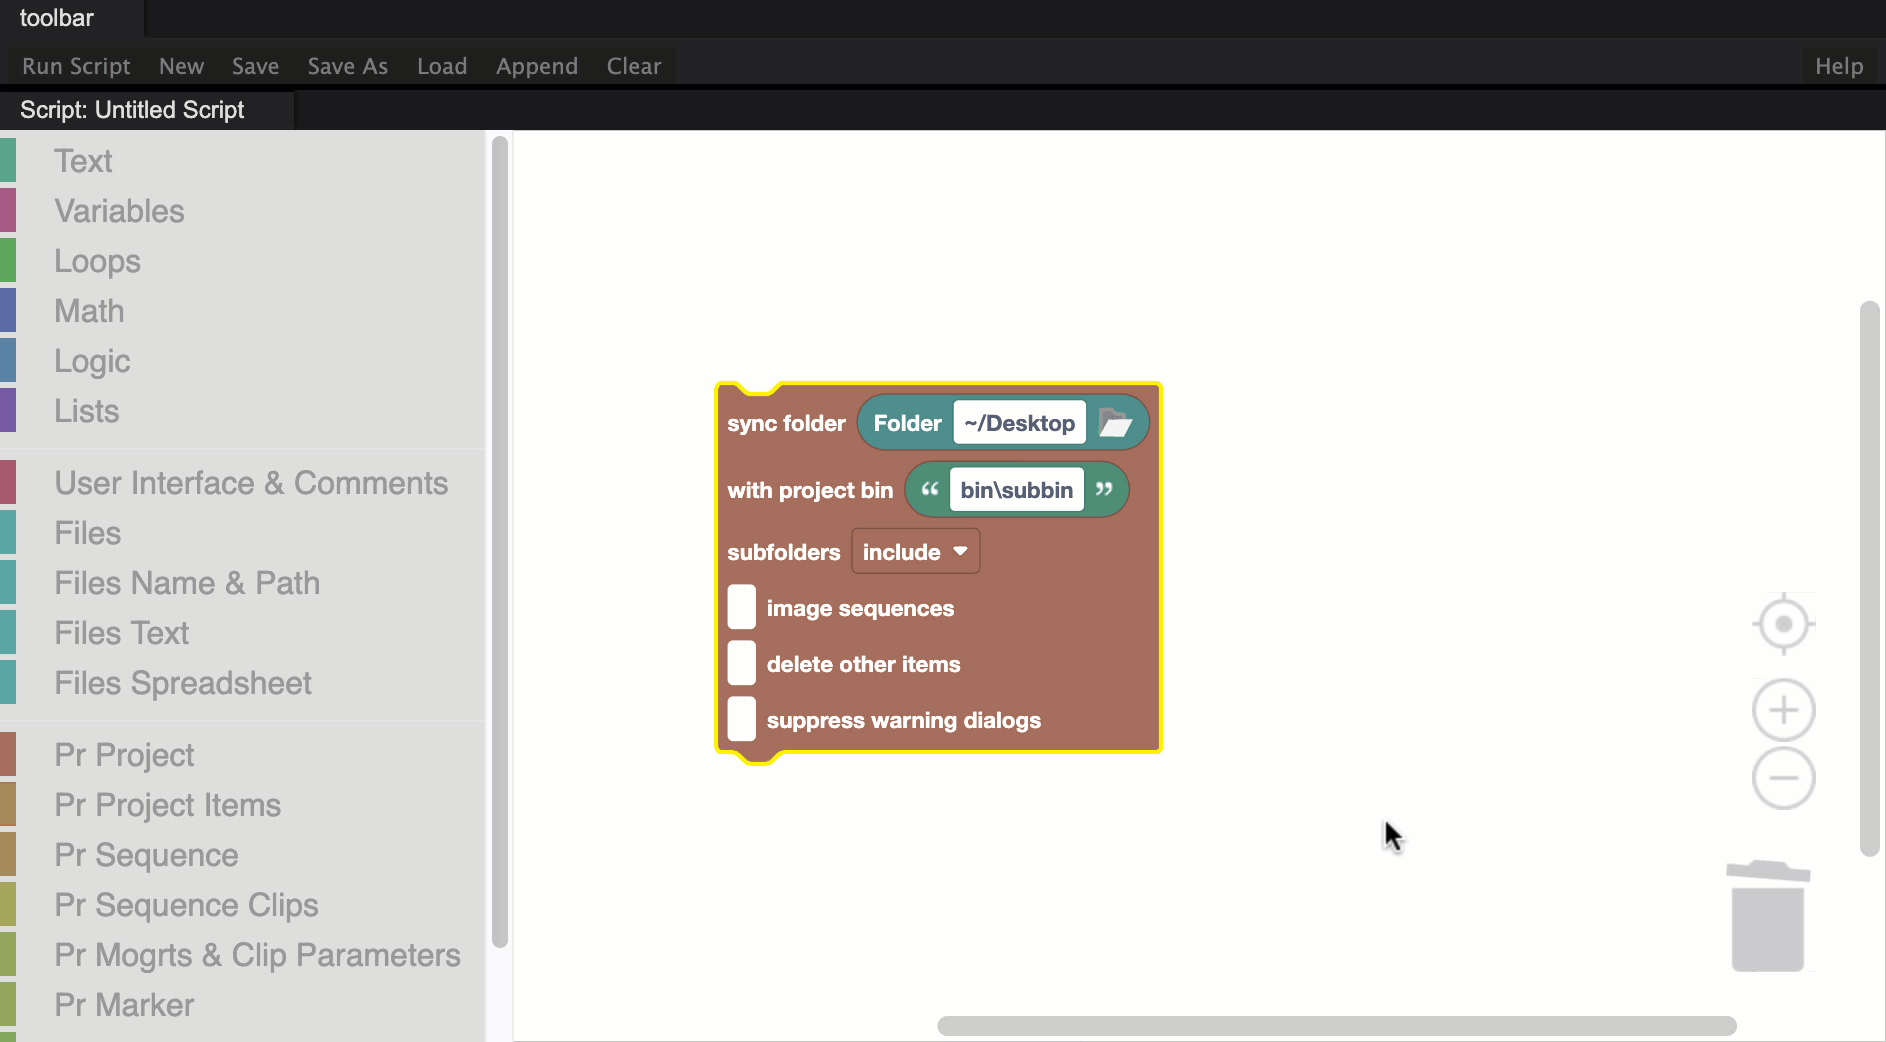 toolbar
Run Script New Save Save As Load Append Clear Help
Script: Untitled Script
Text
Variables
Loops
Math
Logic
Lists
User Interface & Comments
Files
Files Name & Path
Files Text
Files Spreadsheet
Pr Project
Pr Project Items
Pr Sequence
Pr Sequence Clips
Pr Mogrts & Clip Parameters
Pr Marker
sync folder Folder ~/Desktop
with project bin “ bin\subbin ”
subfolders include
image sequences
delete other items
suppress warning dialogs